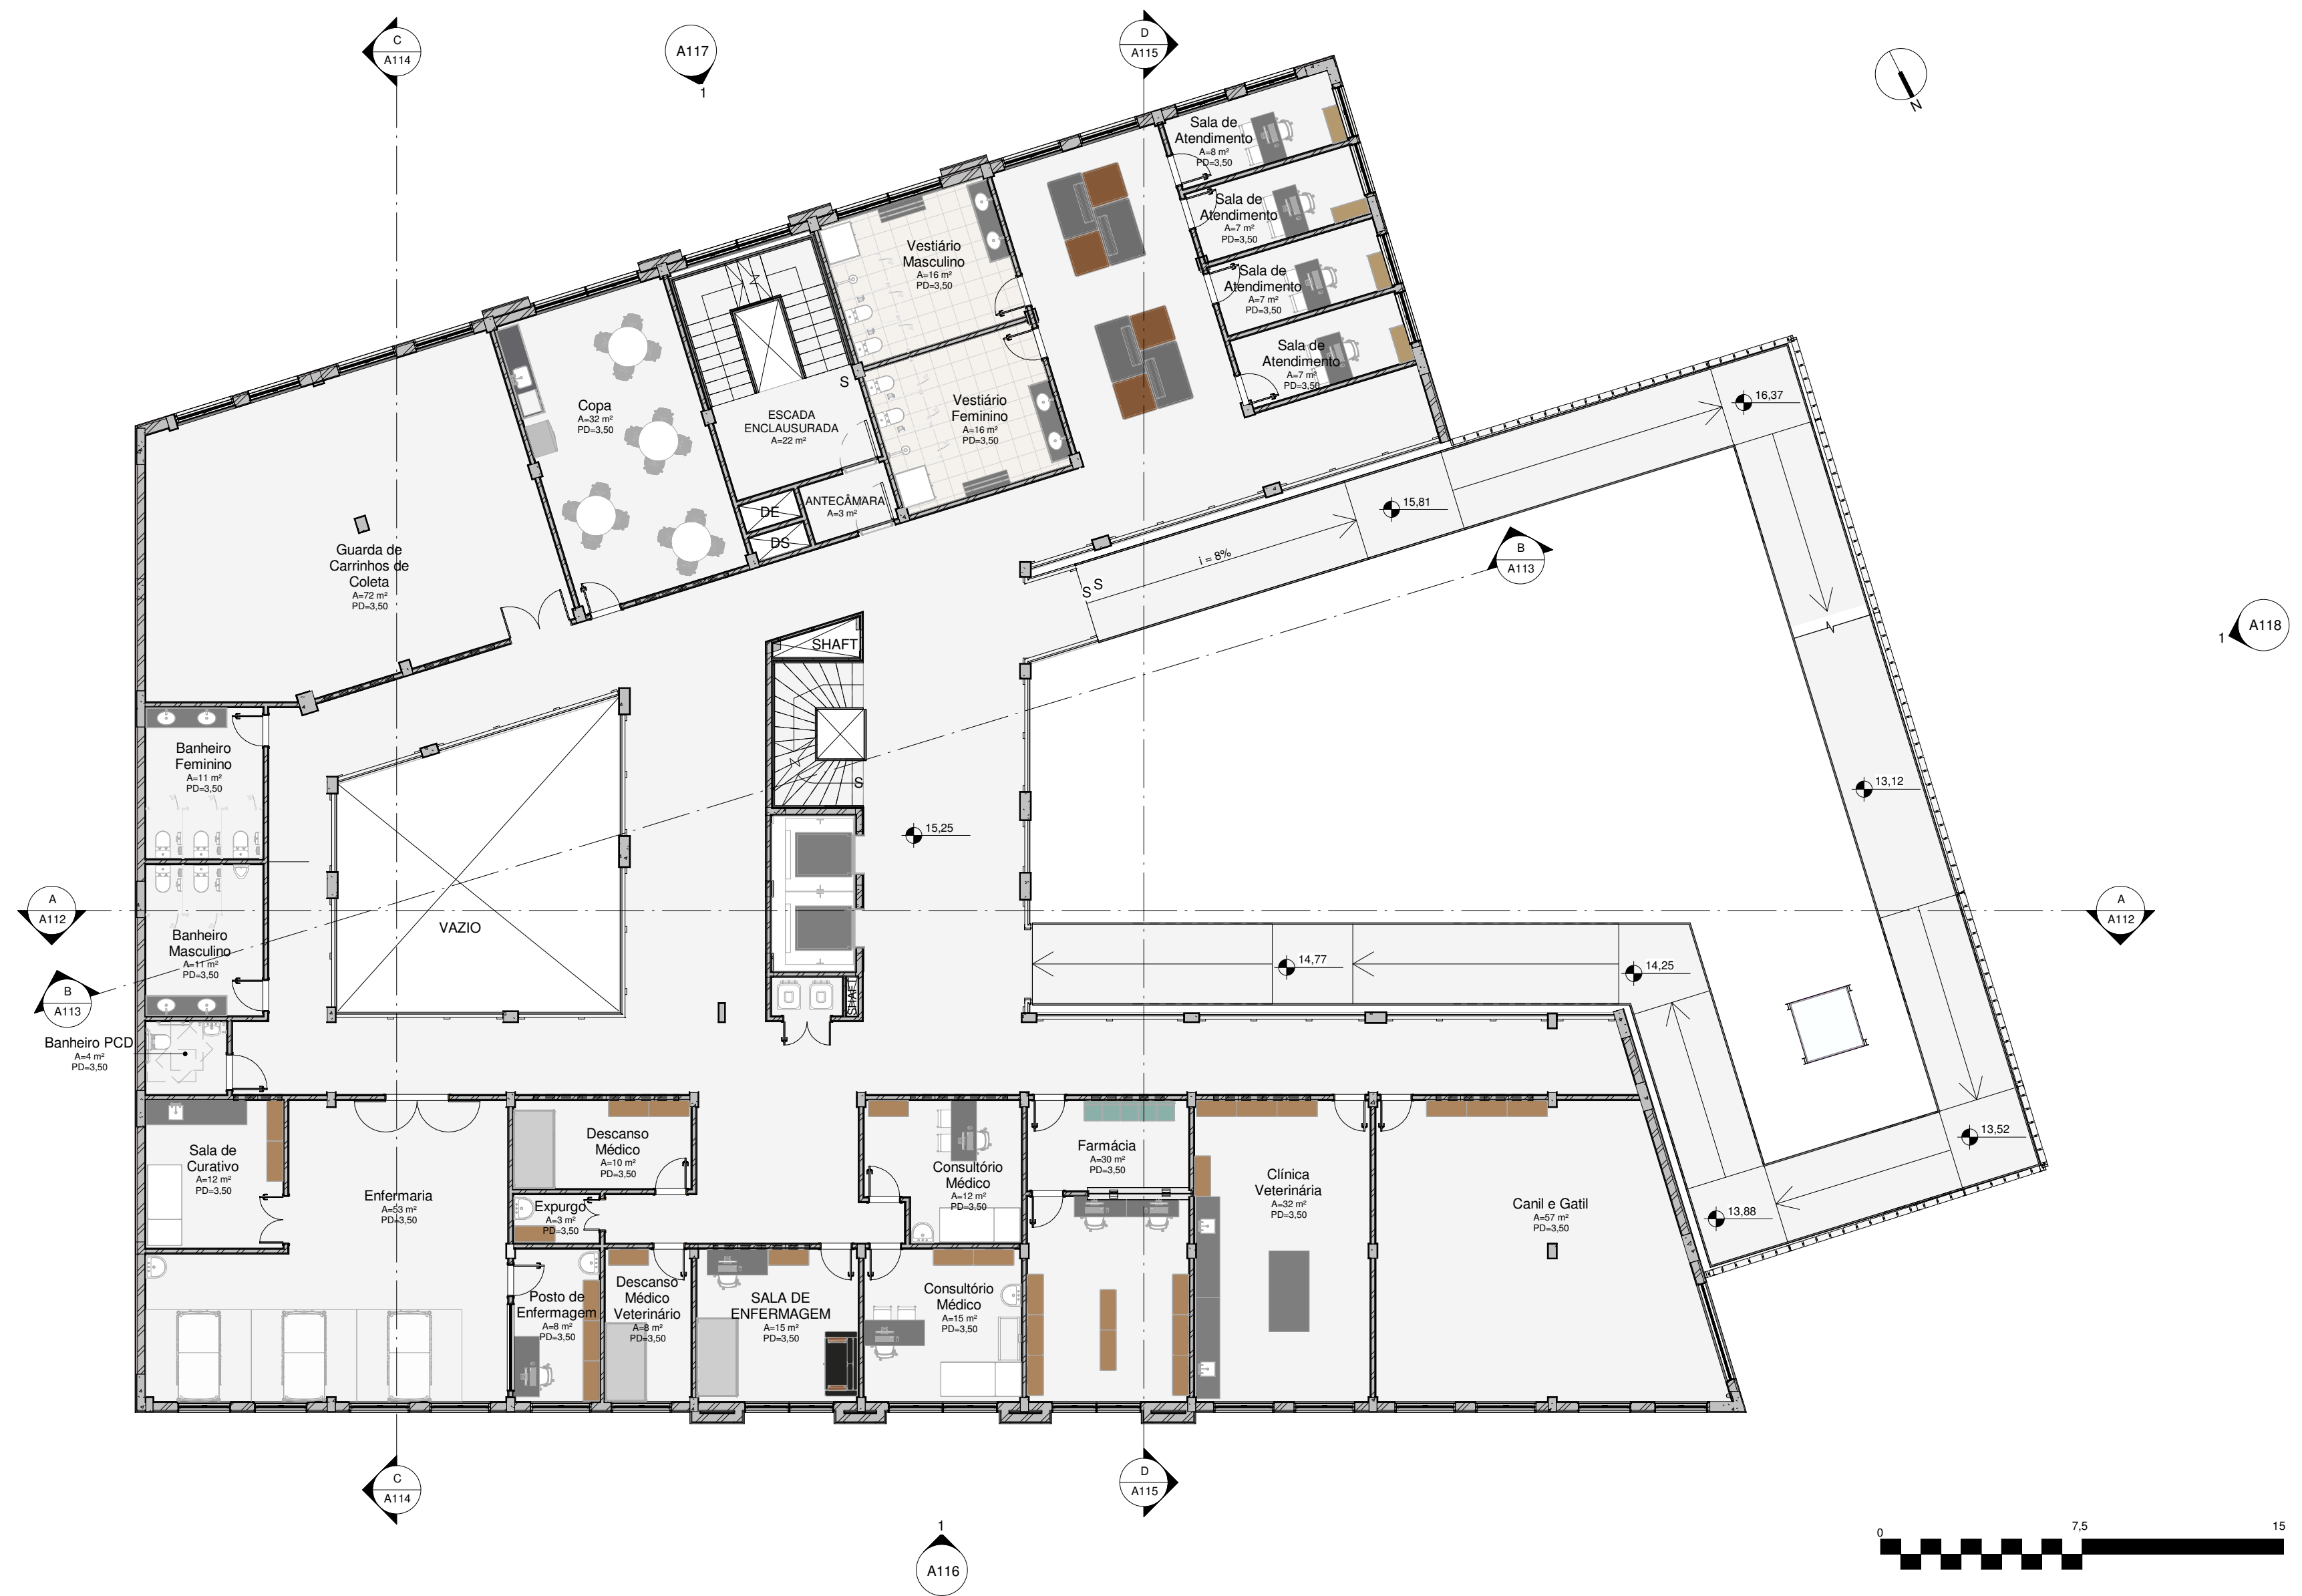 C
A114
A117
1
D
A115
N
Sala de
Atendimento
A=8 m²
PD=3,50
Sala de
Atendimento
A=7 m²
PD=3,50
Sala de
Atendimento
A=7 m²
PD=3,50
Sala de
Atendimento
A=7 m²
PD=3,50
Vestiário
Masculino
A=16 m²
PD=3,50
Vestiário
Feminino
A=16 m²
PD=3,50
S
ESCADA
ENCLAUSURADA
A=22 m²
Copa
A=32 m²
PD=3,50
ANTECÂMARA
A=3 m²
DE
DS
Guarda de
Carrinhos de
Coleta
A=72 m²
PD=3,50
16,37
15,81
i = 8%
S
S
B
A113
1
A118
SHAFT
S
15,25
13,12
Banheiro
Feminino
A=11 m²
PD=3,50
A
A112
Banheiro
Masculino
A=11 m²
PD=3,50
VAZIO
A
A112
14,77
14,25
B
A113
SHAFT
Banheiro PCD
A=4 m²
PD=3,50
13,52
13,88
Sala de
Curativo
A=12 m²
PD=3,50
Enfermaria
A=53 m²
PD=3,50
Descanso
Médico
A=10 m²
PD=3,50
Expurgo
A=3 m²
PD=3,50
Consultório
Médico
A=12 m²
PD=3,50
Farmácia
A=30 m²
PD=3,50
Clínica
Veterinária
A=32 m²
PD=3,50
Canil e Gatil
A=57 m²
PD=3,50
Posto de
Enfermagem
A=8 m²
PD=3,50
Descanso
Médico
Veterinário
A=8 m²
PD=3,50
SALA DE
ENFERMAGEM
A=15 m²
PD=3,50
Consultório
Médico
A=15 m²
PD=3,50
C
A114
D
A115
1
A116
0
7,5
15